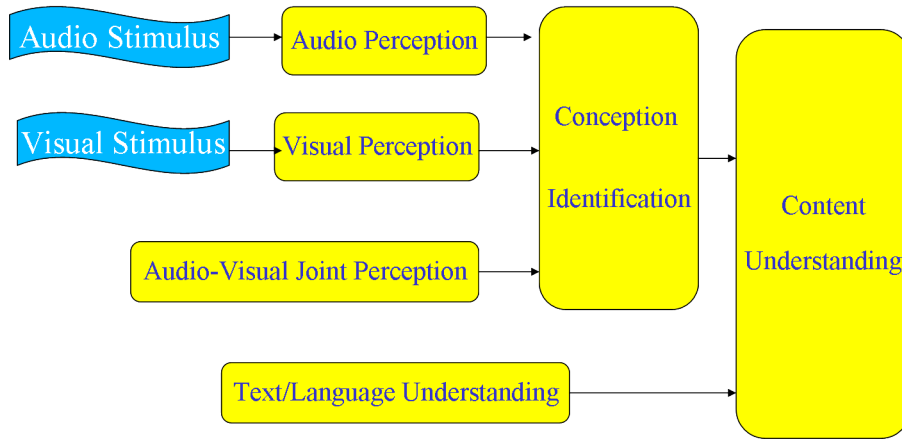 Audio Stimulus
Audio Perception
Visual Stimulus
Visual Perception
Audio-Visual Joint Perception
Text/Language Understanding
Conception
Identification
Content
Understanding